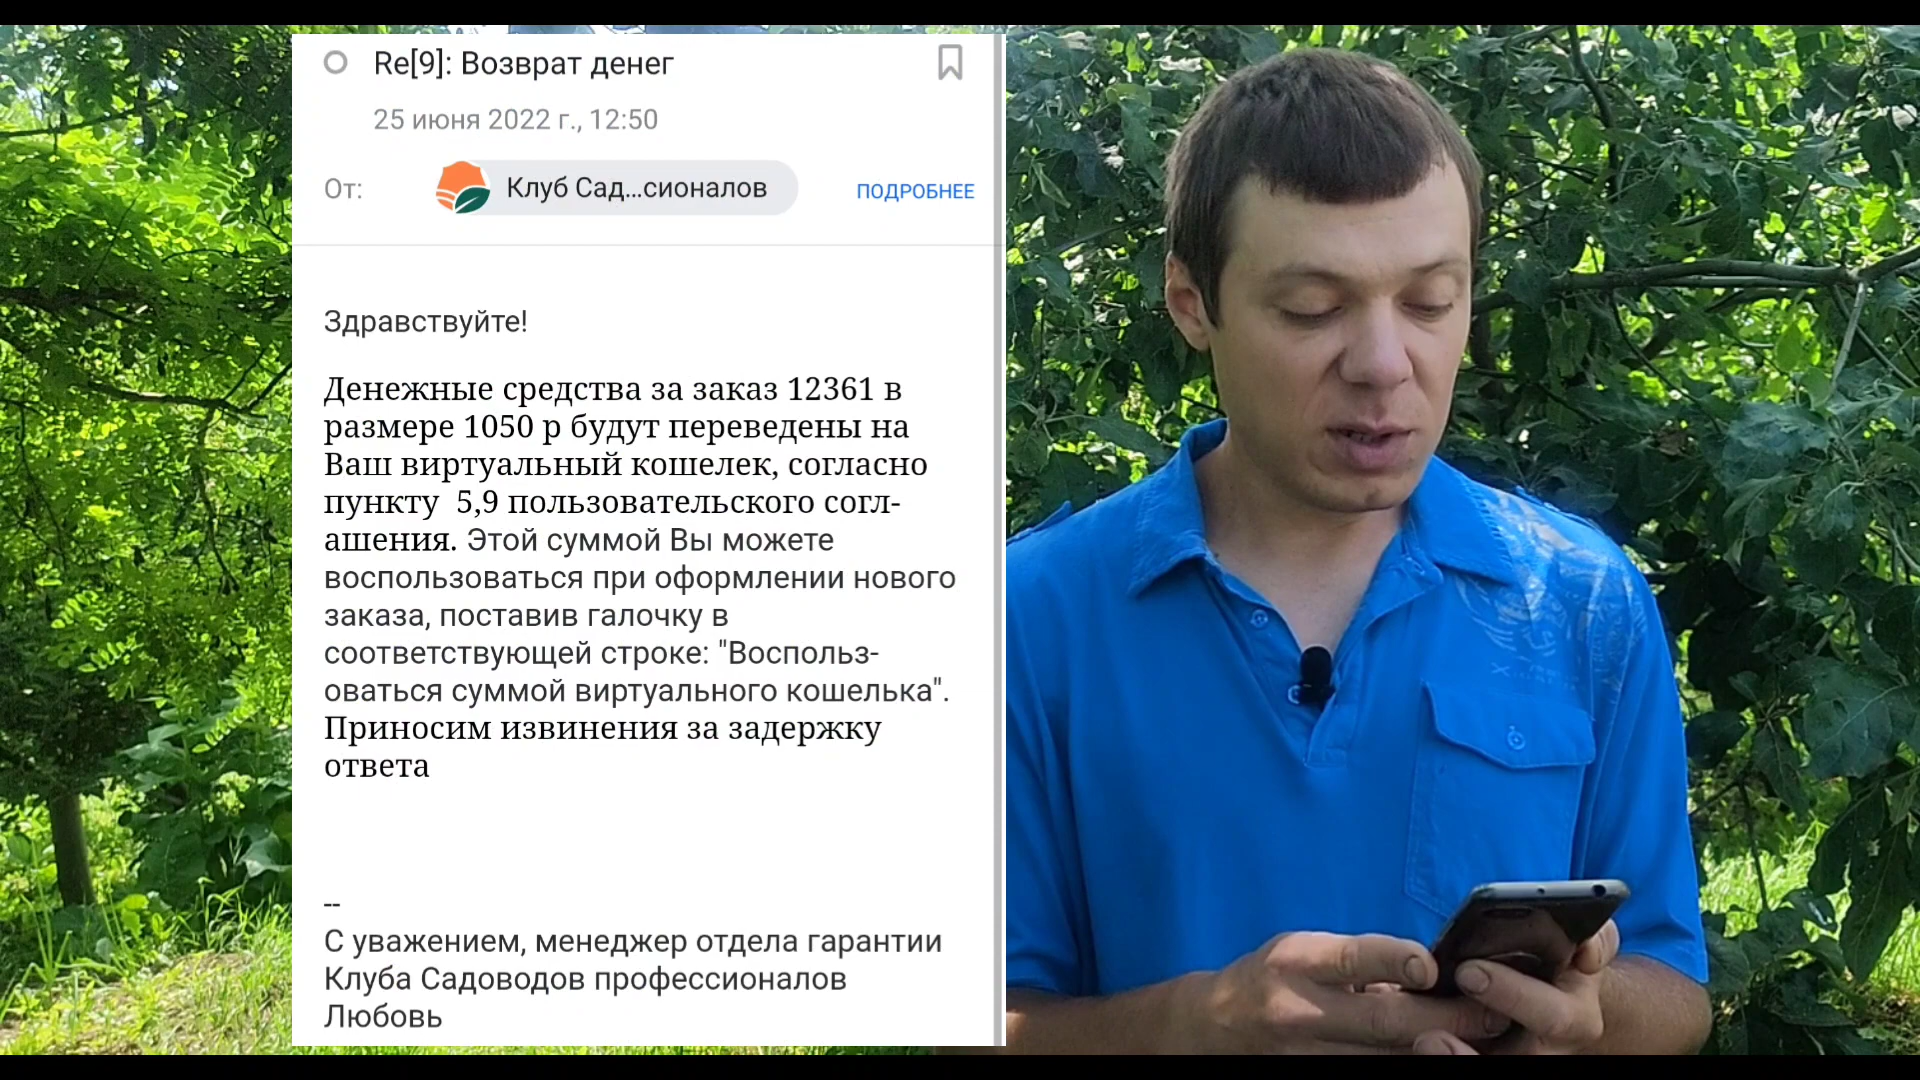 Re[9]: Возврат денег
25 июня 2022 г., 12:50
От: Клуб Сад...сионалов ПОДРОБНЕЕ
Здравствуйте!
Денежные средства за заказ 12361 в
размере 1050 р будут переведены на
Ваш виртуальный кошелек, согласно
пункту 5,9 пользовательского согл-
ашения. Этой суммой Вы можете
воспользоваться при оформлении нового
заказа, поставив галочку в
соответствующей строке: "Воспольз-
оваться суммой виртуального кошелька".
Приносим извинения за задержку
ответа
--
С уважением, менеджер отдела гарантии
Клуба Садоводов профессионалов
Любовь